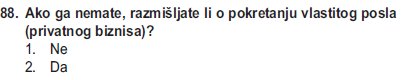 88. Ako ga nemate, razmišljate li o pokretanju vlastitog posla
(privatnog biznisa)?
1. Ne
2. Da